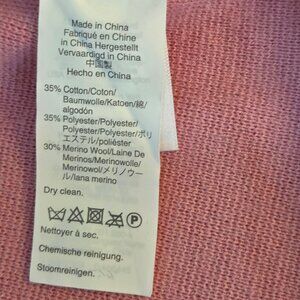 Made in China
Fabriqué en Chine
in China Hergestellt
Vervaardigd in China
中国製
Hecho en China
35% Cotton/Coton/
Baumwolle/Katoen/綿/
algodón
35% Polyester/Polyester/
Polyester/Polyester/ポリ
エステル/poliéster
30% Merino Wool/Laine De
Merinos/Merinowolle/
Merinowol/メリノウー
ル/lana merino
Dry clean.
Nettoyer à sec.
Chemische reinigung.
Stoomreinigen.